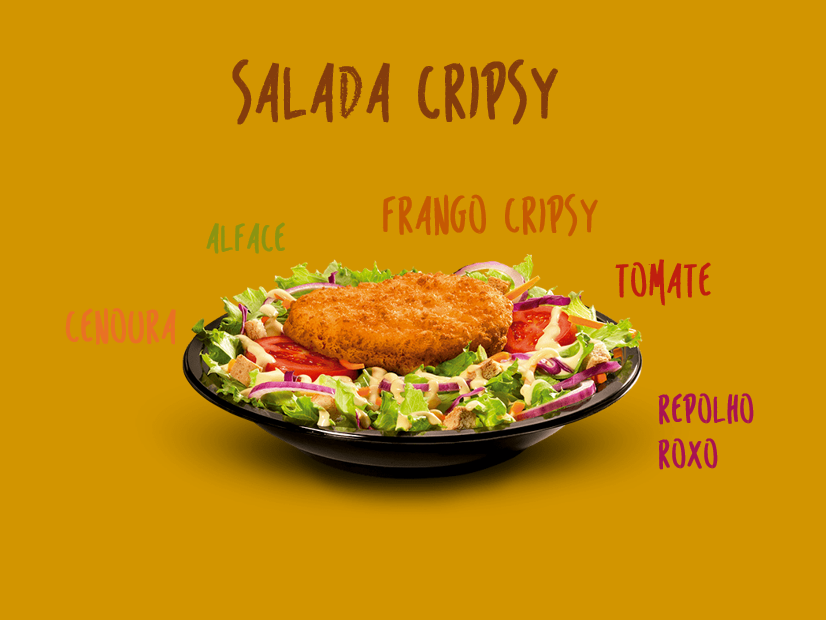 SALADA CRIPSY
FRANGO CRIPSY
ALFACE
TOMATE
CENOURA
REPOLHO
ROXO